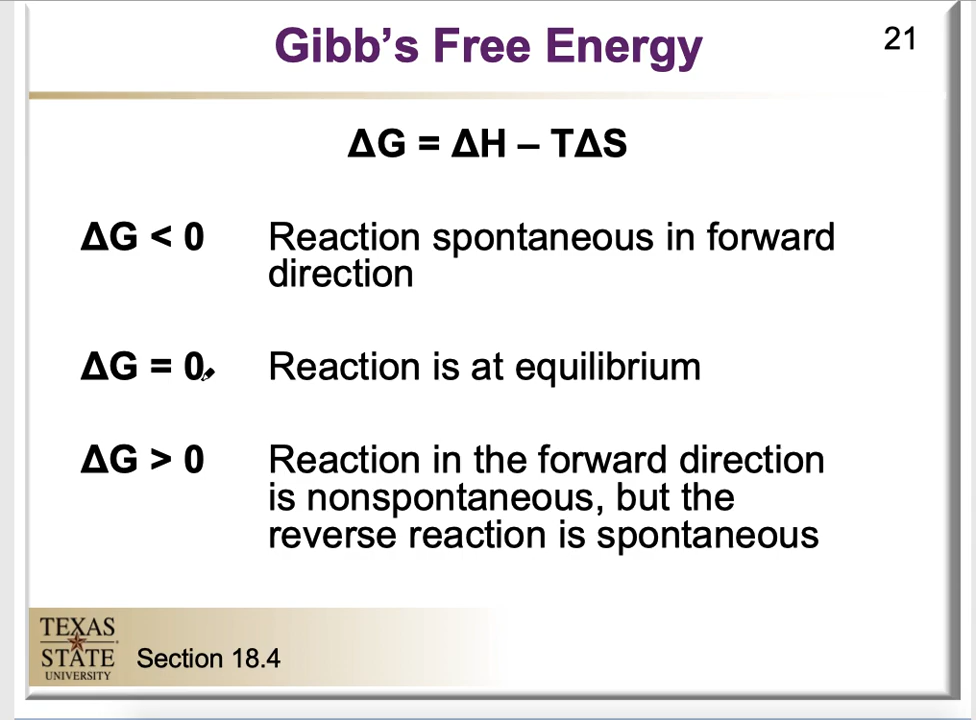 Gibb's Free Energy
21
ΔG = ΔH – TΔS
ΔG < 0 Reaction spontaneous in forward
direction
ΔG = 0 Reaction is at equilibrium
ΔG > 0 Reaction in the forward direction
is nonspontaneous, but the
reverse reaction is spontaneous
TEXAS
STATE
UNIVERSITY
Section 18.4